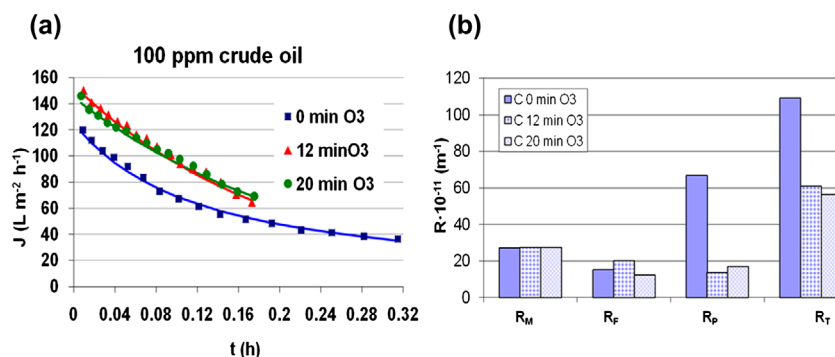 (a)
100 ppm crude oil
J (L m⁻² h⁻¹)
160
140
120
100
80
60
40
20
0
0 min O3
12 minO3
20 min O3
0 0.04 0.08 0.12 0.16 0.2 0.24 0.28 0.32
t (h)
(b)
R·10⁻¹¹ (m⁻¹)
120
100
80
60
40
20
0
C 0 min O3
C 12 min O3
C 20 min O3
R_M R_F R_P R_T